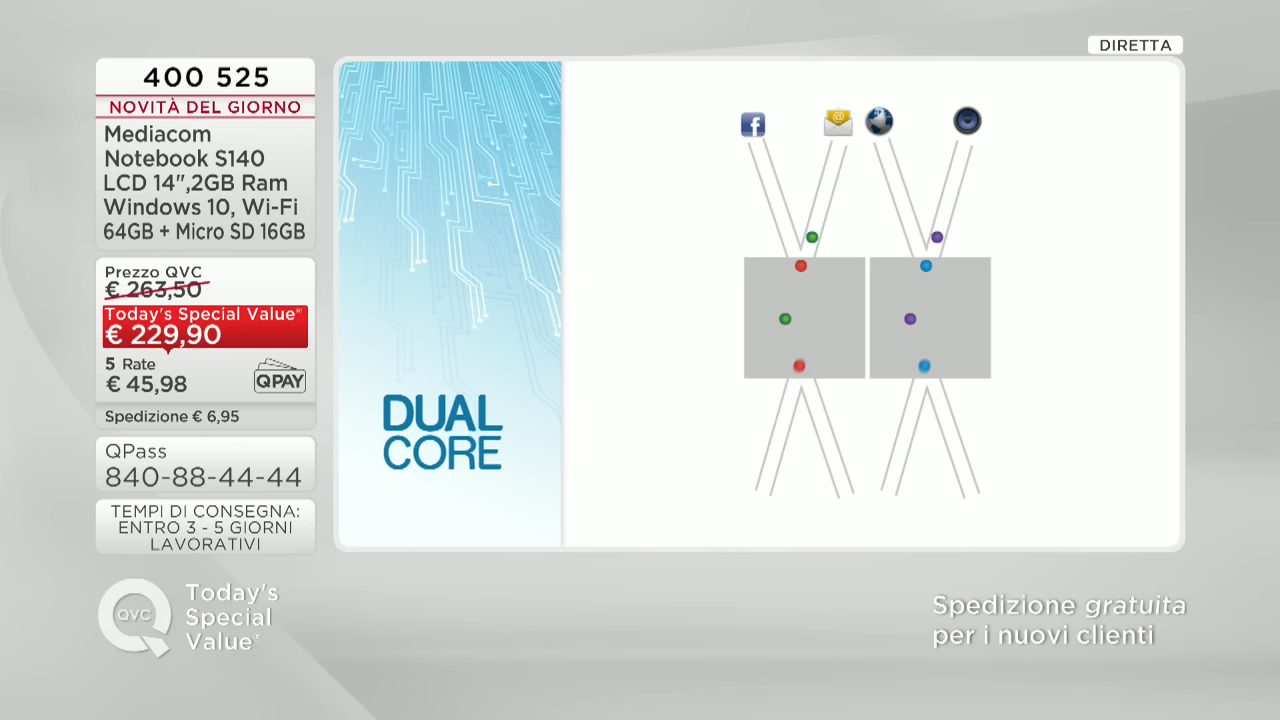 DIRETTA
400 525
NOVITÀ DEL GIORNO
Mediacom
Notebook S140
LCD 14",2GB Ram
Windows 10, Wi-Fi
64GB + Micro SD 16GB
Prezzo QVC
€ 263,50
Today's Special Value®
€ 229,90
5 Rate
€ 45,98
QPAY
Spedizione € 6,95
QPass
840-88-44-44
TEMPI DI CONSEGNA:
ENTRO 3 - 5 GIORNI
LAVORATIVI
DUAL
CORE
f
@
QVC
Today's
Special
Value®
Spedizione gratuita
per i nuovi clienti